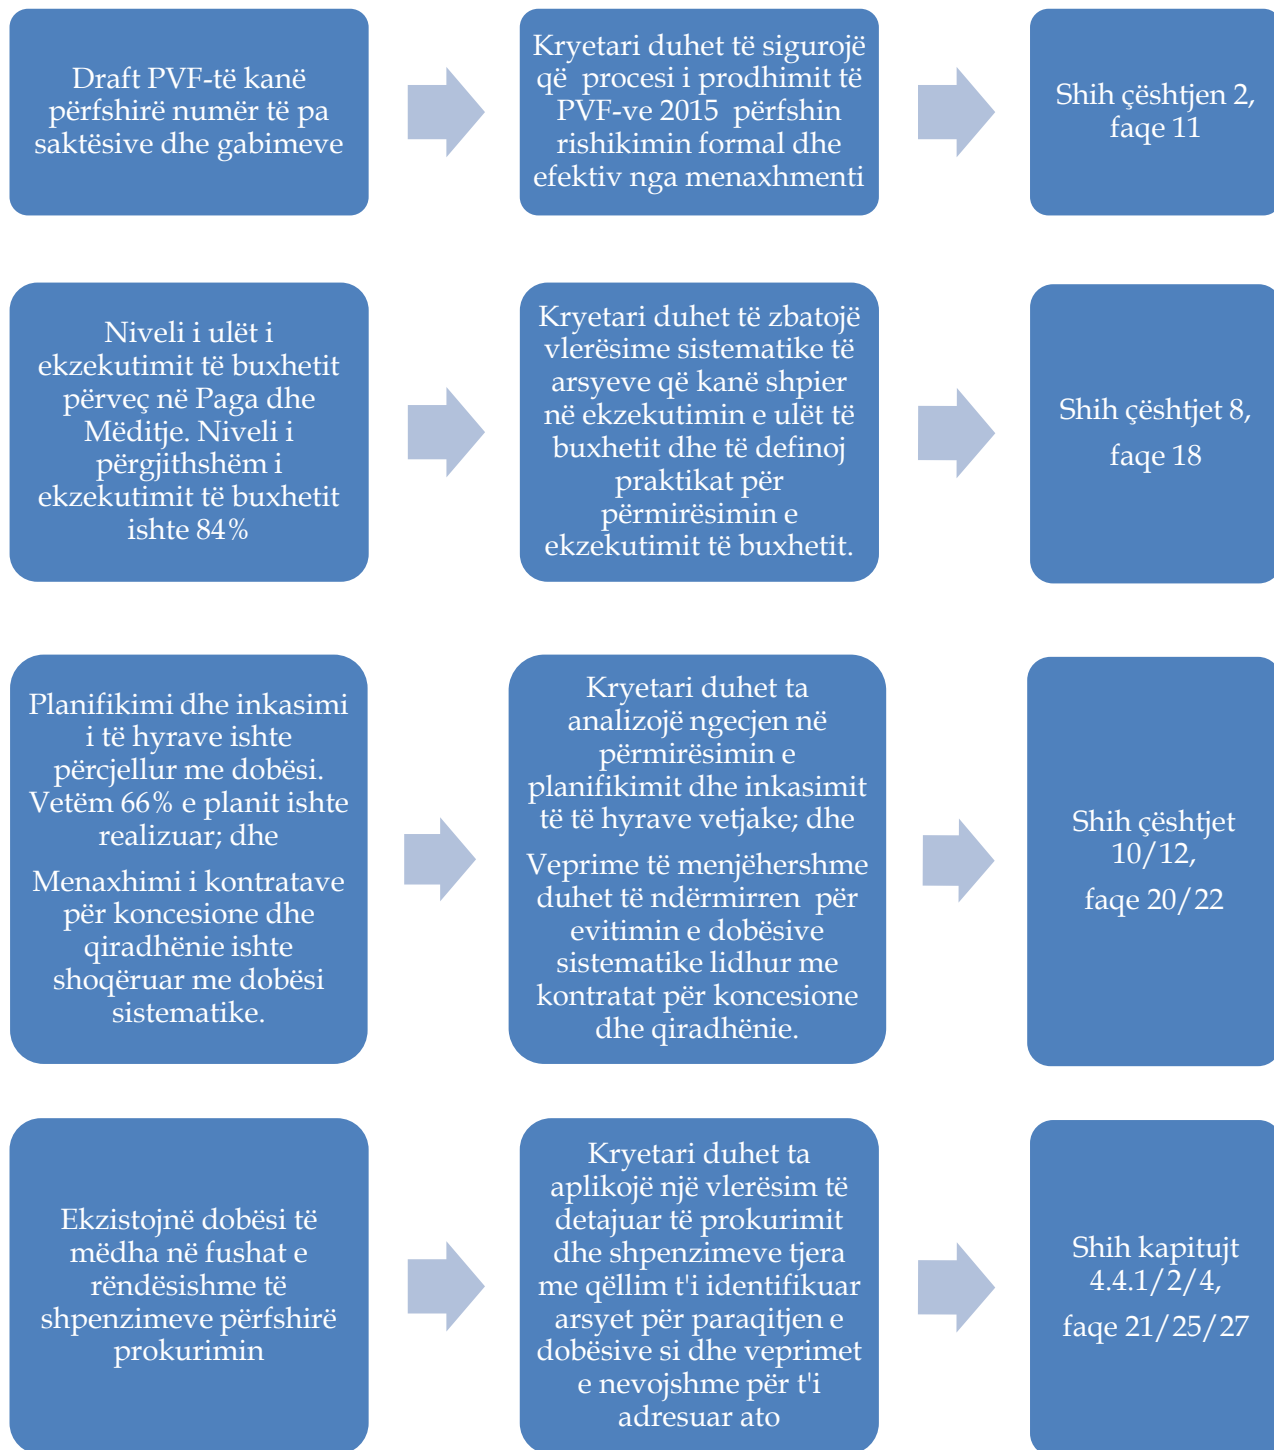 Draft PVF-të kanë
përfshirë numër të pa
saktësive dhe gabimeve
Kryetari duhet të sigurojë
që  procesi i prodhimit të
PVF-ve 2015  përfshin
rishikimin formal dhe
efektiv nga menaxhmenti
Shih çështjen 2,
faqe 11
Niveli i ulët i
ekzekutimit të buxhetit
përveç në Paga dhe
Mëditje. Niveli i
përgjithshëm i
ekzekutimit të buxhetit
ishte 84%
Kryetari duhet të zbatojë
vlerësime sistematike të
arsyeve që kanë shpier
në ekzekutimin e ulët të
buxhetit dhe të definoj
praktikat për
përmirësimin e
ekzekutimit të buxhetit.
Shih çështjet 8,
faqe 18
Planifikimi dhe inkasimi
i të hyrave ishte
përcjellur me dobësi.
Vetëm 66% e planit ishte
realizuar; dhe
Menaxhimi i kontratave
për koncesione dhe
qiradhënie ishte
shoqëruar me dobësi
sistematike.
Kryetari duhet ta
analizojë ngecjen në
përmirësimin e
planifikimit dhe inkasimit
të të hyrave vetjake; dhe
Veprime të menjëhershme
duhet të ndërmirren  për
evitimin e dobësive
sistematike lidhur me
kontratat për koncesione
dhe qiradhënie.
Shih çështjet
10/12,
faqe 20/22
Ekzistojnë dobësi të
mëdha në fushat e
rëndësishme të
shpenzimeve përfshirë
prokurimin
Kryetari duhet ta
aplikojë një vlerësim të
detajuar të prokurimit
dhe shpenzimeve tjera
me qëllim t'i identifikuar
arsyet për paraqitjen e
dobësive si dhe veprimet
e nevojshme për t'i
adresuar ato
Shih kapitujt
4.4.1/2/4,
faqe 21/25/27